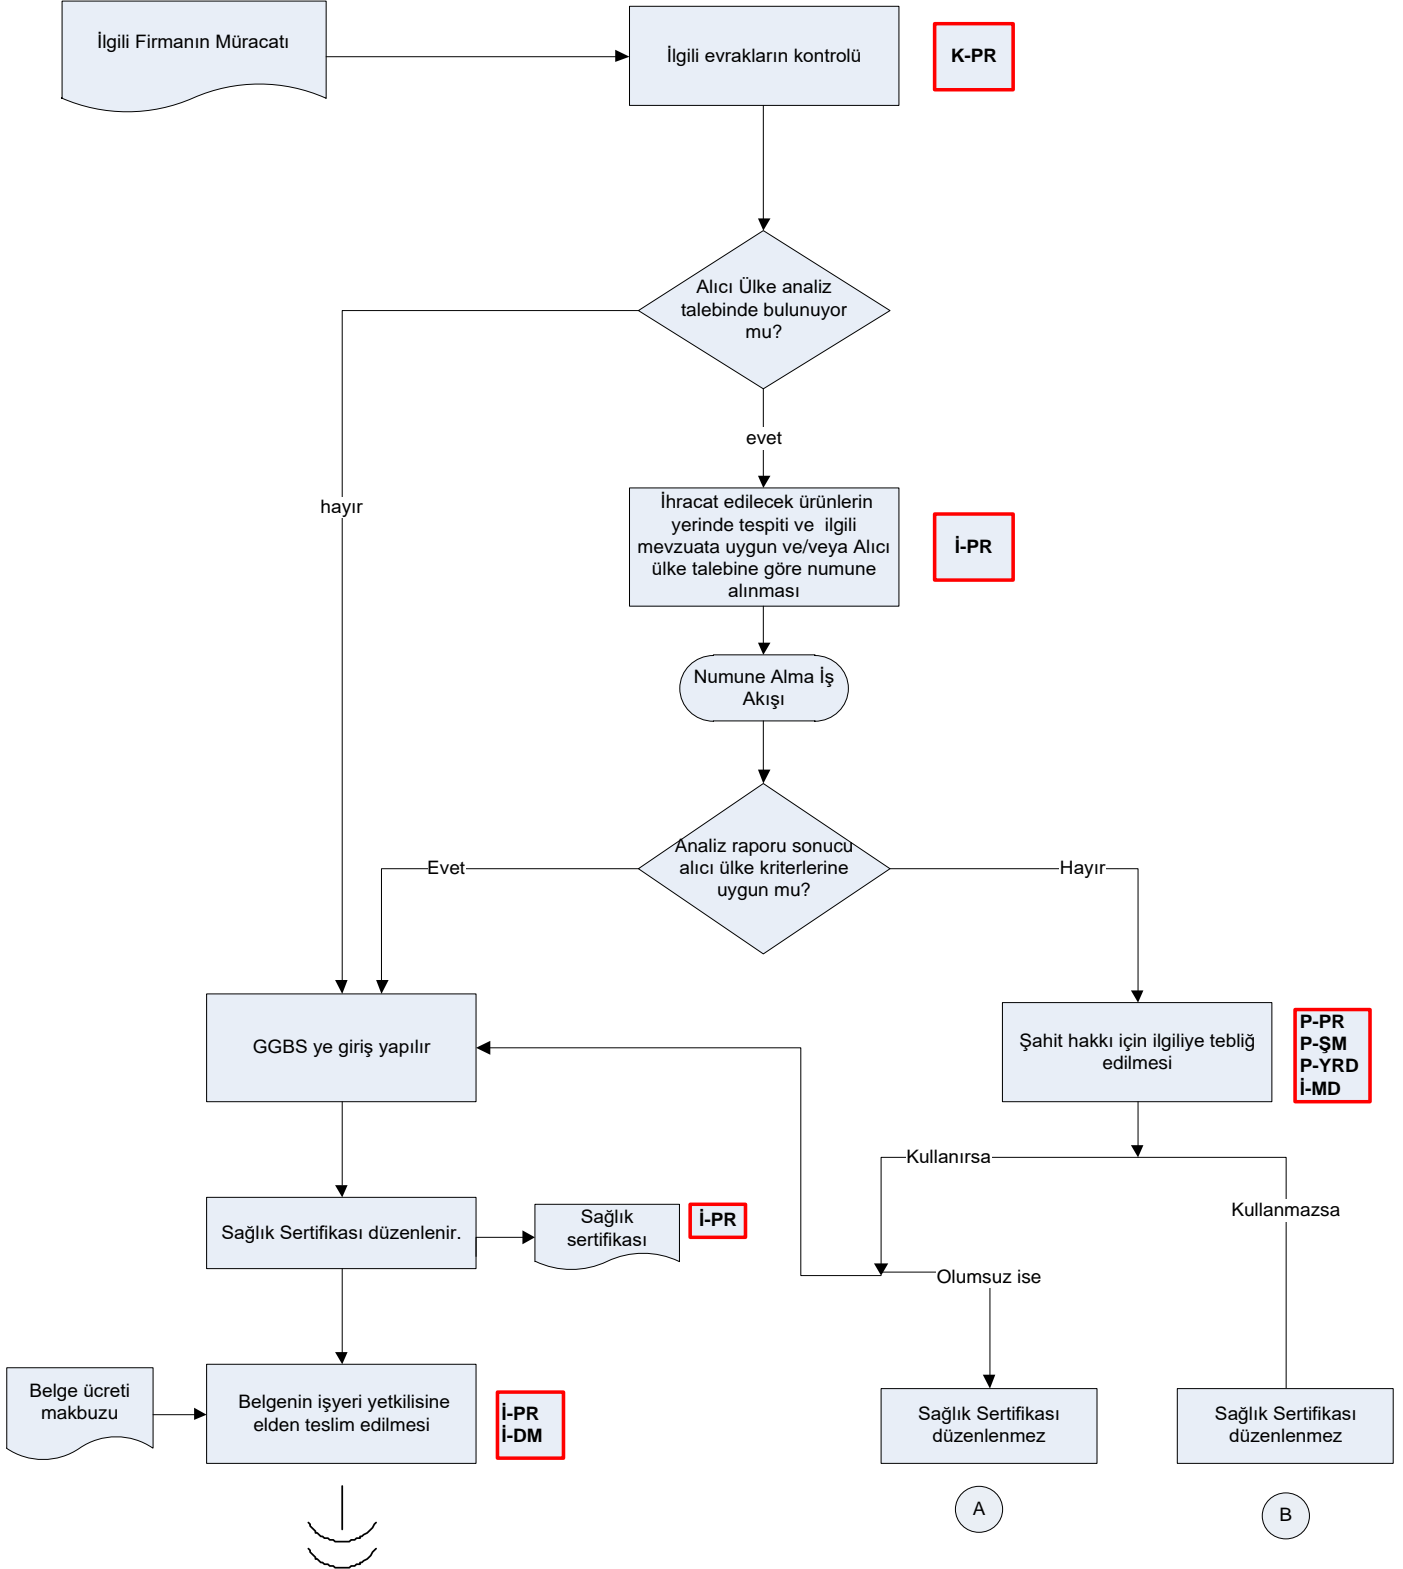 İlgili Firmanın Müracatı
İlgili evrakların kontrolü
K-PR
Alıcı Ülke analiz
talebinde bulunuyor
mu?
evet
hayır
İhracat edilecek ürünlerin
yerinde tespiti ve  ilgili
mevzuata uygun ve/veya Alıcı
ülke talebine göre numune
alınması
İ-PR
Numune Alma İş
Akışı
Analiz raporu sonucu
alıcı ülke kriterlerine
uygun mu?
Evet
Hayır
GGBS ye giriş yapılır
Şahit hakkı için ilgiliye tebliğ
edilmesi
P-PR
P-ŞM
P-YRD
İ-MD
Kullanırsa
Kullanmazsa
Sağlık Sertifikası düzenlenir.
Sağlık
sertifikası
İ-PR
Olumsuz ise
Belge ücreti
makbuzu
Belgenin işyeri yetkilisine
elden teslim edilmesi
İ-PR
İ-DM
Sağlık Sertifikası
düzenlenmez
Sağlık Sertifikası
düzenlenmez
A
B